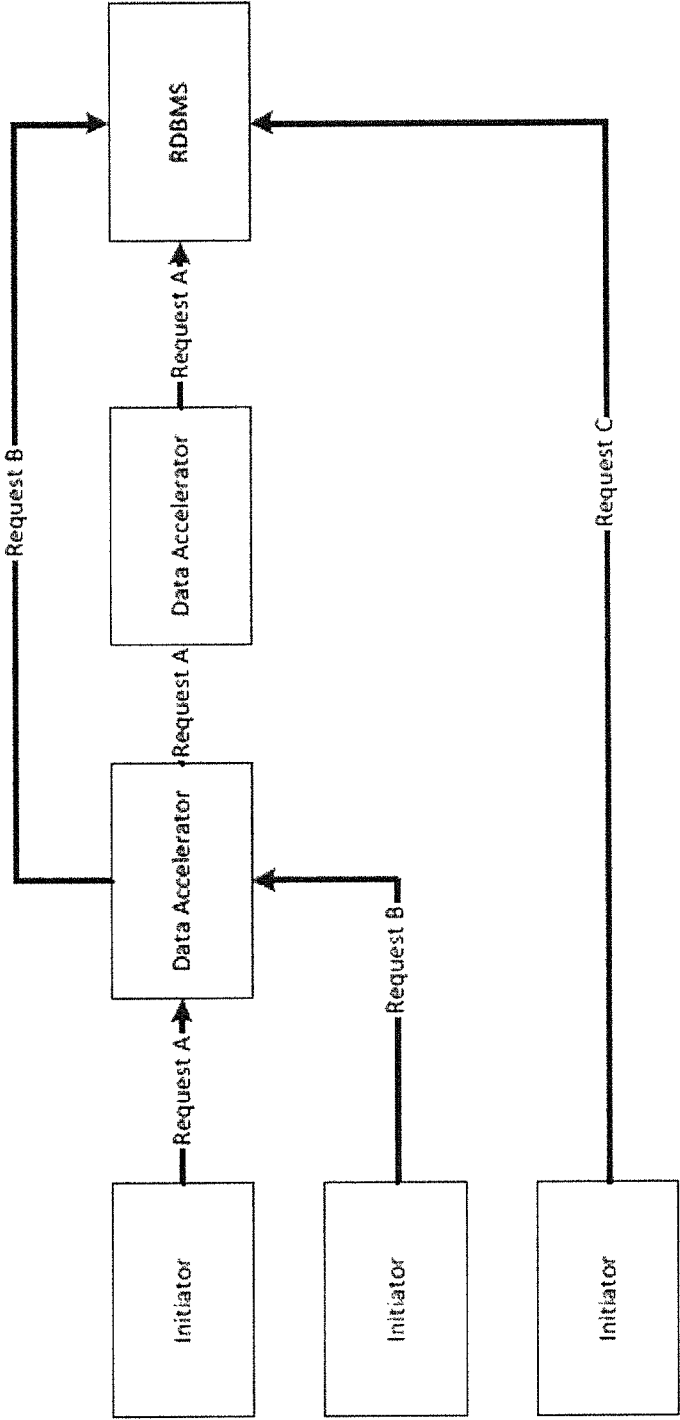 Request B
Initiator
Request A
Data Accelerator
Request A
Data Accelerator
Request A
RDBMS
Initiator
Request B
Initiator
Request C